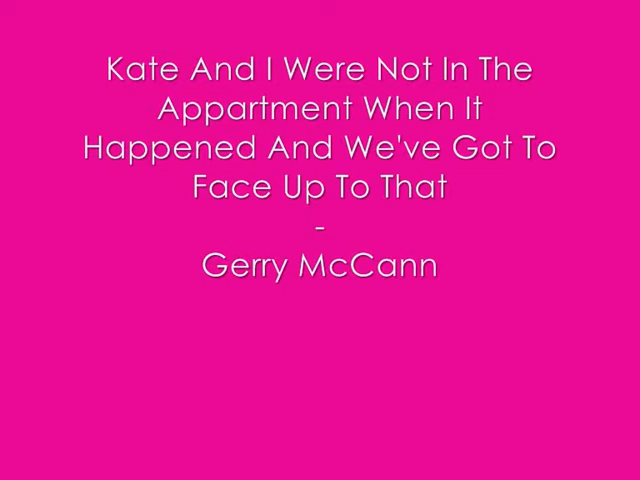 Kate And I Were Not In The
Appartment When It
Happened And We've Got To
Face Up To That
-
Gerry McCann